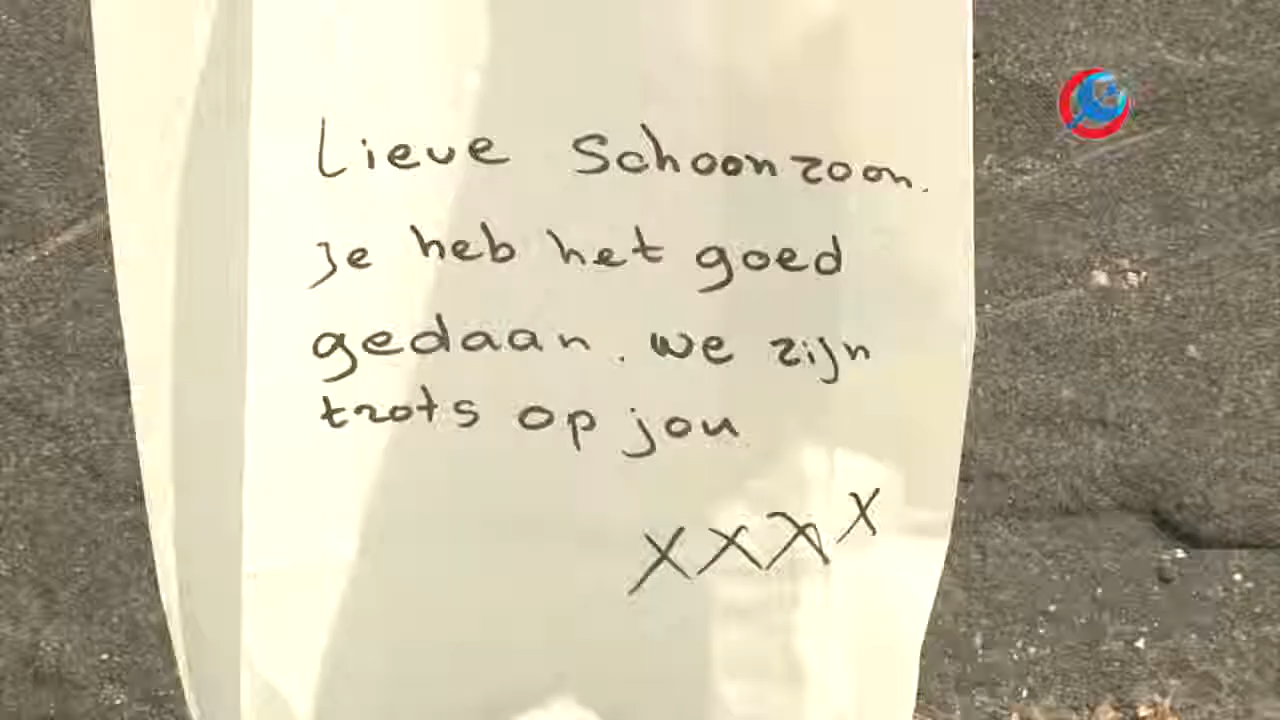 Lieve Schoonzoon.
Je heb het goed
gedaan. we zijn
trots op jou
XXXX